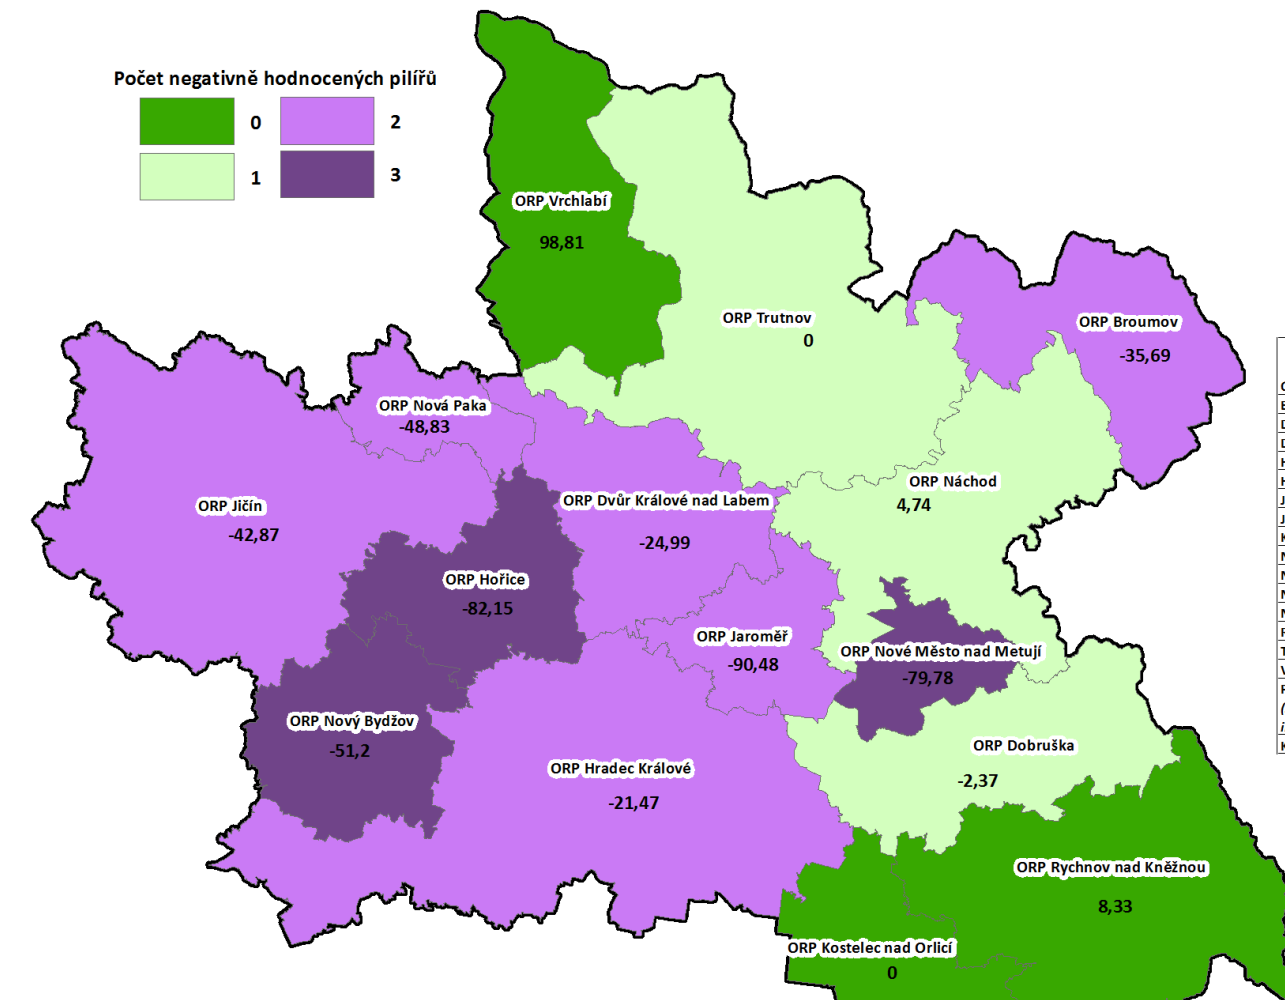 Počet negativně hodnocených pilířů
0
2
1
3
ORP Vrchlabí
98,81
ORP Trutnov
0
ORP Broumov
-35,69
ORP Nová Paka
-48,83
ORP Náchod
4,74
ORP Dvůr Králové nad Labem
-24,99
ORP Jičín
-42,87
ORP Hořice
-82,15
ORP Jaroměř
-90,48
ORP Nové Město nad Metují
-79,78
ORP Nový Bydžov
-51,2
ORP Dobruška
-2,37
ORP Hradec Králové
-21,47
ORP Rychnov nad Kněžnou
8,33
ORP Kostelec nad Orlicí
0